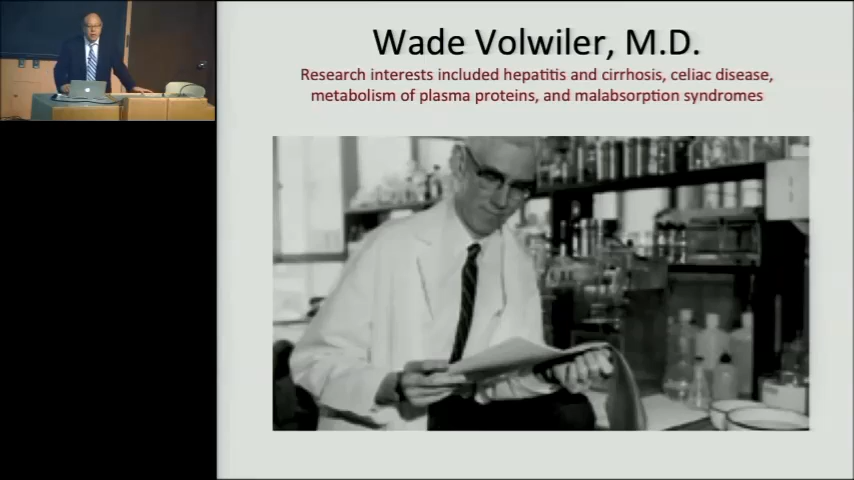 Wade Volwiler, M.D.
Research interests included hepatitis and cirrhosis, celiac disease,
metabolism of plasma proteins, and malabsorption syndromes